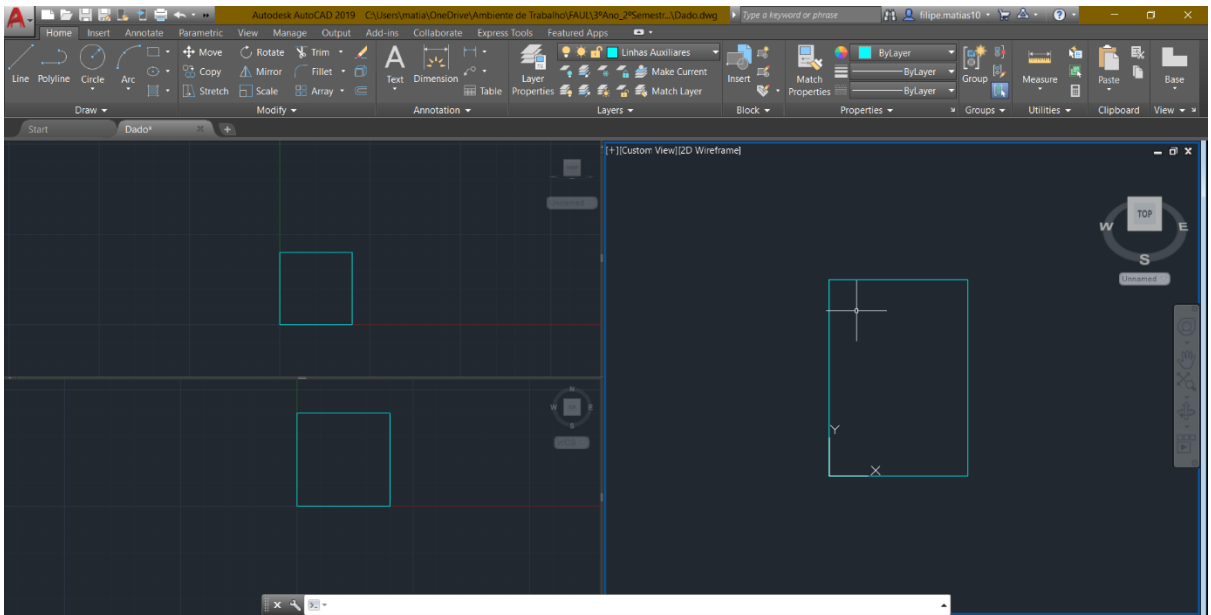 Autodesk AutoCAD 2019 C:\Users\matia\OneDrive\Ambiente de Trabalho\FAUL\3ºAno_2ºSemestr...\Dado.dwg Type a keyword or phrase filipe.matias10
Home Insert Annotate Parametric View Manage Output Add-ins Collaborate Express Tools Featured Apps
Move Rotate Trim Linhas Auxiliares ByLayer
Line Polyline Circle Arc Copy Mirror Fillet Text Dimension Layer Properties Make Current Insert Match Properties ByLayer Group Measure Paste Base
Stretch Scale Array Table Match Layer ByLayer
Draw Modify Annotation Layers Block Properties Groups Utilities Clipboard View
Start Dado*
[+][Custom View][2D Wireframe]
TOP
W E
S
Unnamed
Unnamed
N
W E
S
WCS
Y
X